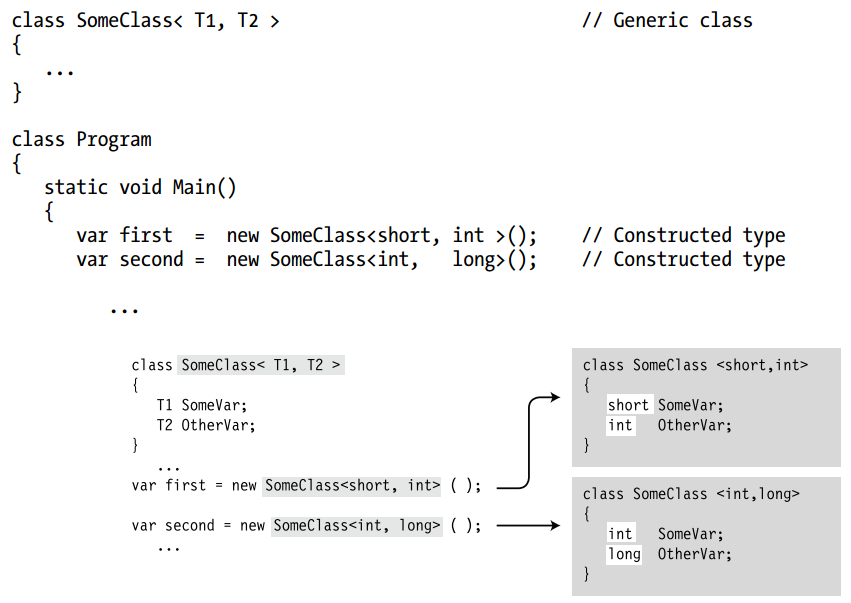 class SomeClass< T1, T2 > // Generic class
{
...
}
class Program
{
static void Main()
{
var first = new SomeClass<short, int >(); // Constructed type
var second = new SomeClass<int, long>(); // Constructed type
...
class SomeClass< T1, T2 >
{
T1 SomeVar;
T2 OtherVar;
}
...
var first = new SomeClass<short, int> ( );
var second = new SomeClass<int, long> ( );
...
class SomeClass <short,int>
{
short SomeVar;
int OtherVar;
}
class SomeClass <int,long>
{
int SomeVar;
long OtherVar;
}